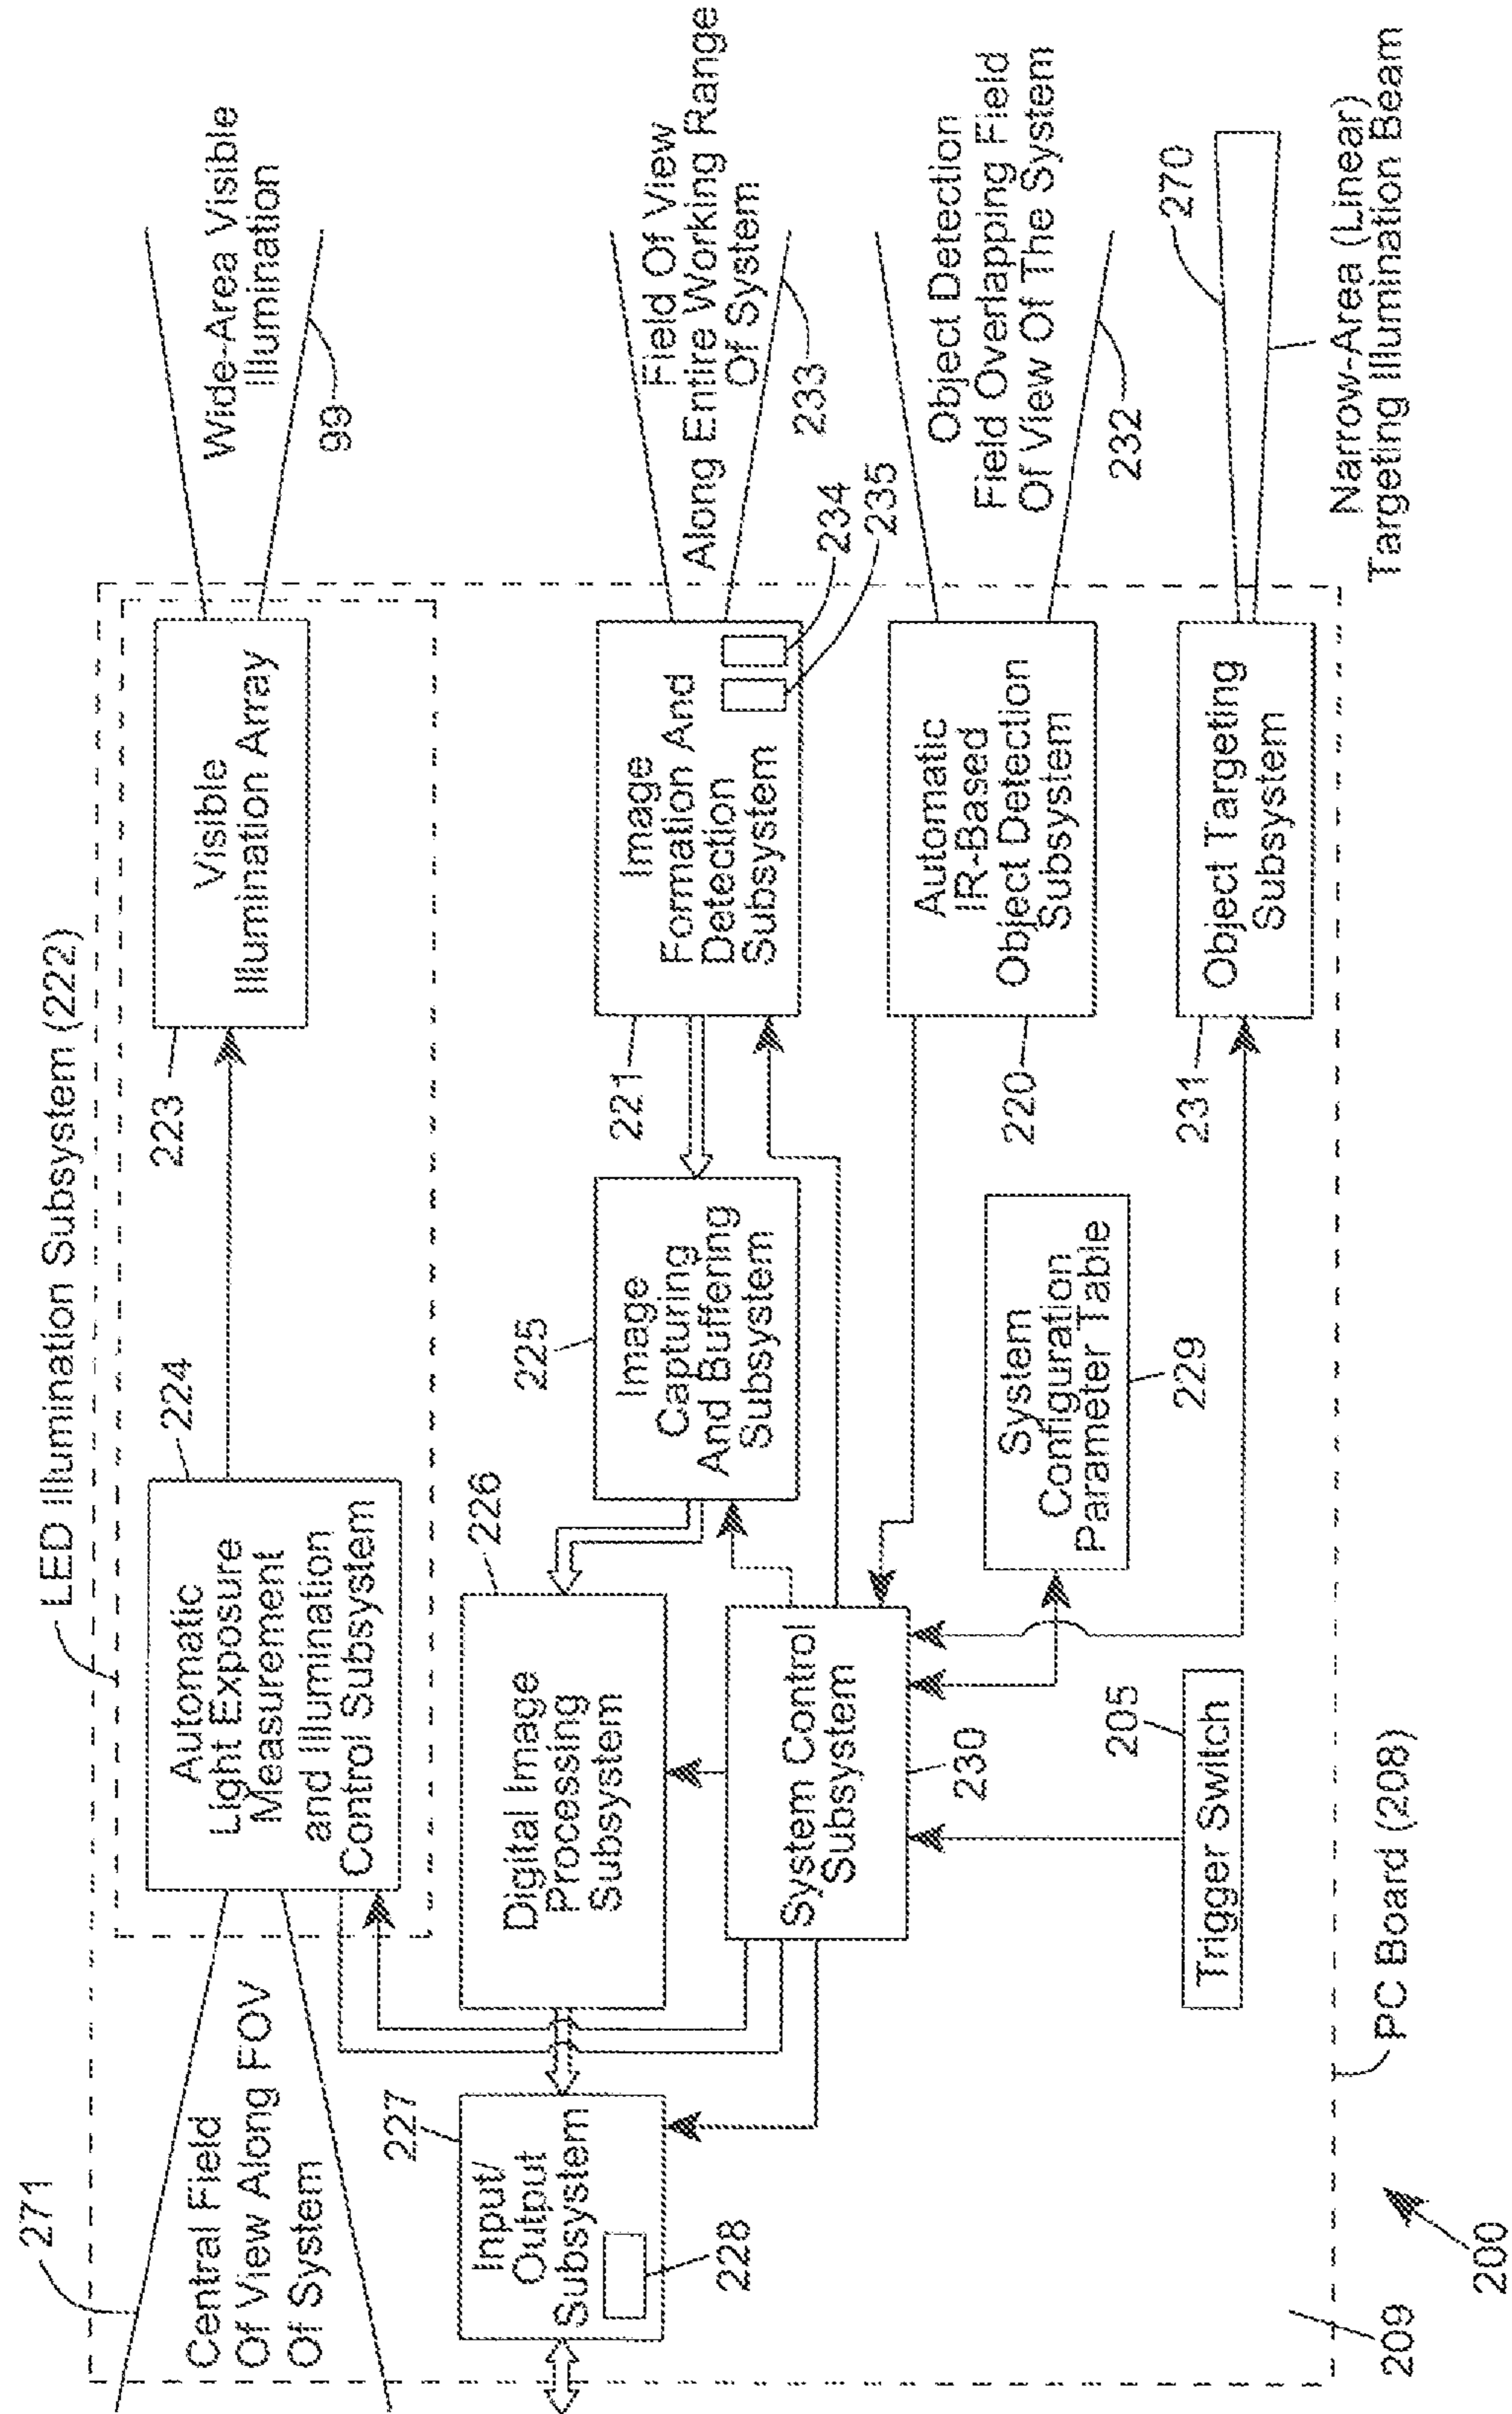 LED Illumination Subsystem (222)
271
Central Field
Of View Along FOV
Of System
Automatic
Light Exposure
Measurement
and Illumination
Control Subsystem
224
Visible
Illumination Array
223
Wide-Area Visible
Illumination
99
227
Input/
Output
Subsystem
228
226
Digital Image
Processing
Subsystem
225
Image
Capturing
And Buffering
Subsystem
221
Image
Formation And
Detection
Subsystem
234
235
Field Of View
Along Entire Working Range
Of System
233
System Control
Subsystem
230
System
Configuration
Parameter Table
229
220
Automatic
IR-Based
Object Detection
Subsystem
Object Detection
Field Overlapping Field
Of View Of The System
232
205
Trigger Switch
231
Object Targeting
Subsystem
270
Narrow-Area (Linear)
Targeting Illumination Beam
209
PC Board (208)
200